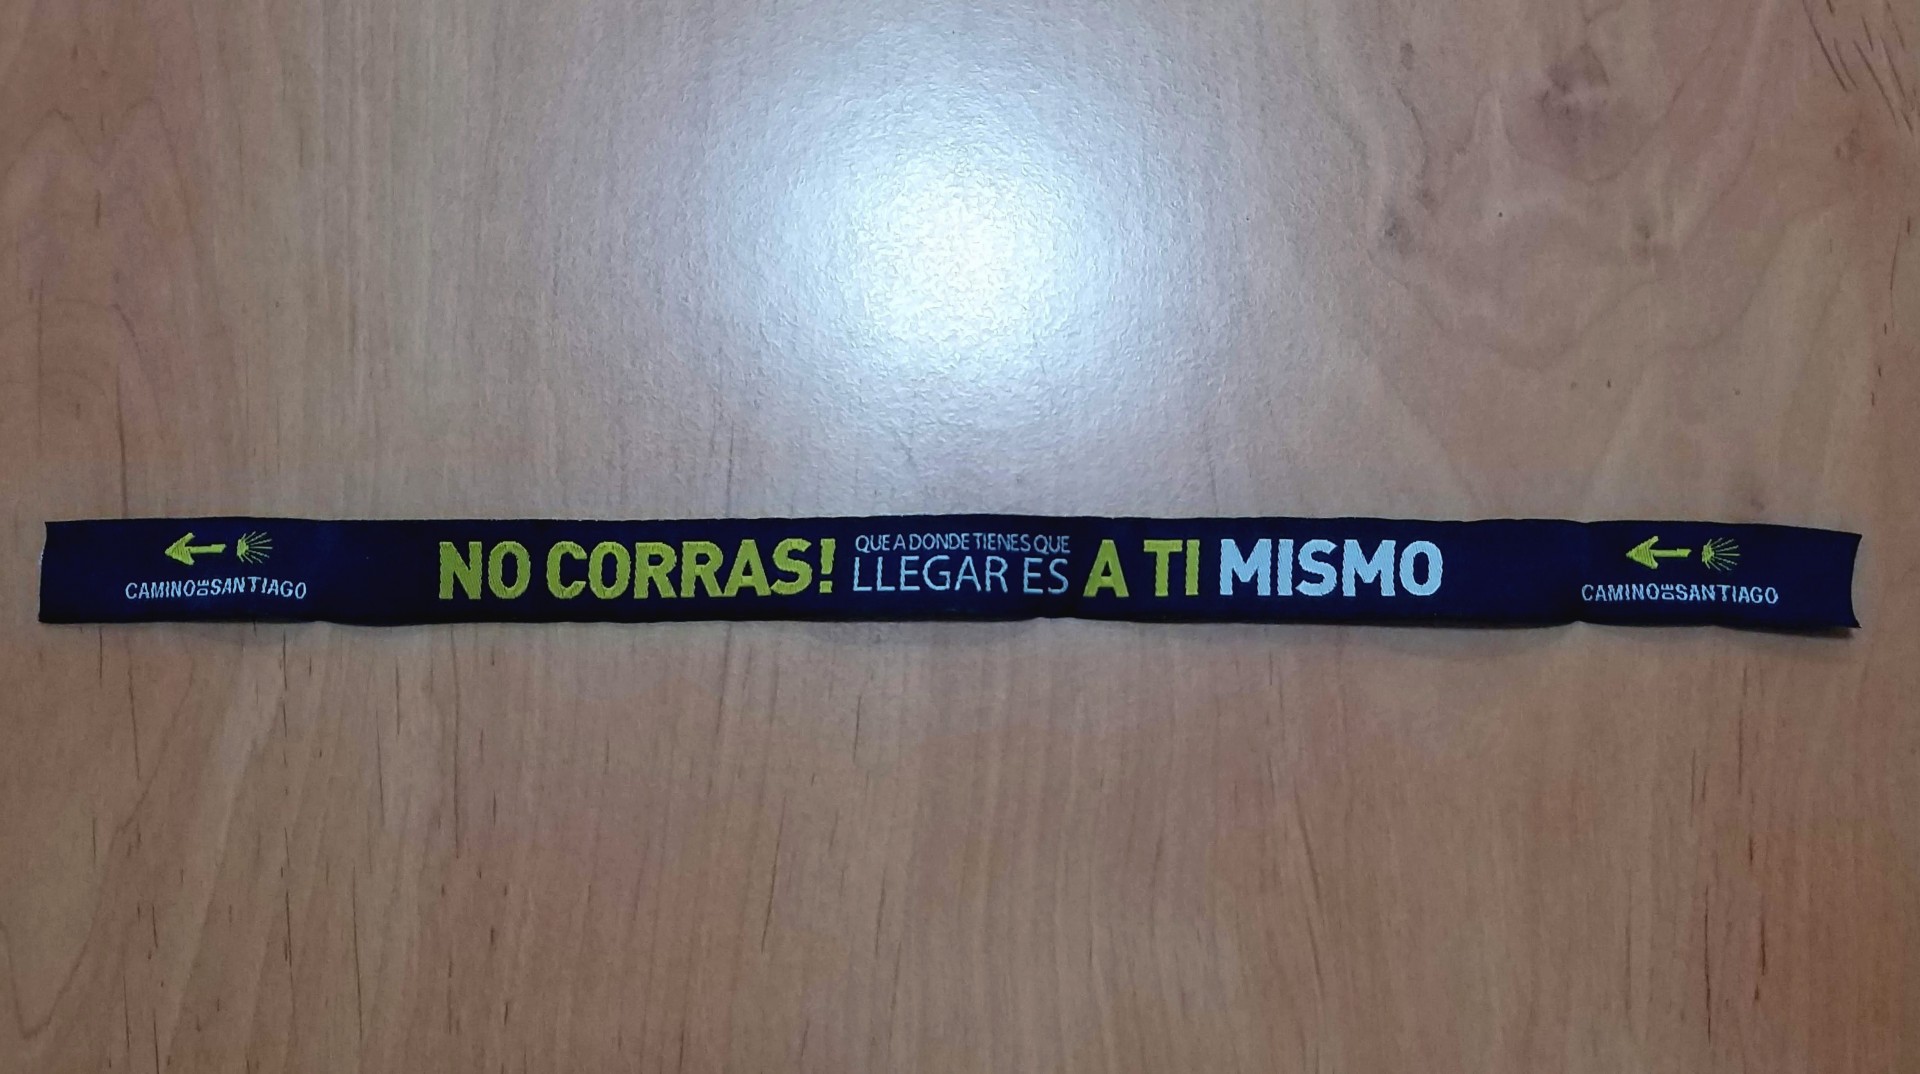 CAMINO DE SANTIAGO
NO CORRAS! QUE A DONDE TIENES QUE
LLEGAR ES A TI MISMO
CAMINO DE SANTIAGO